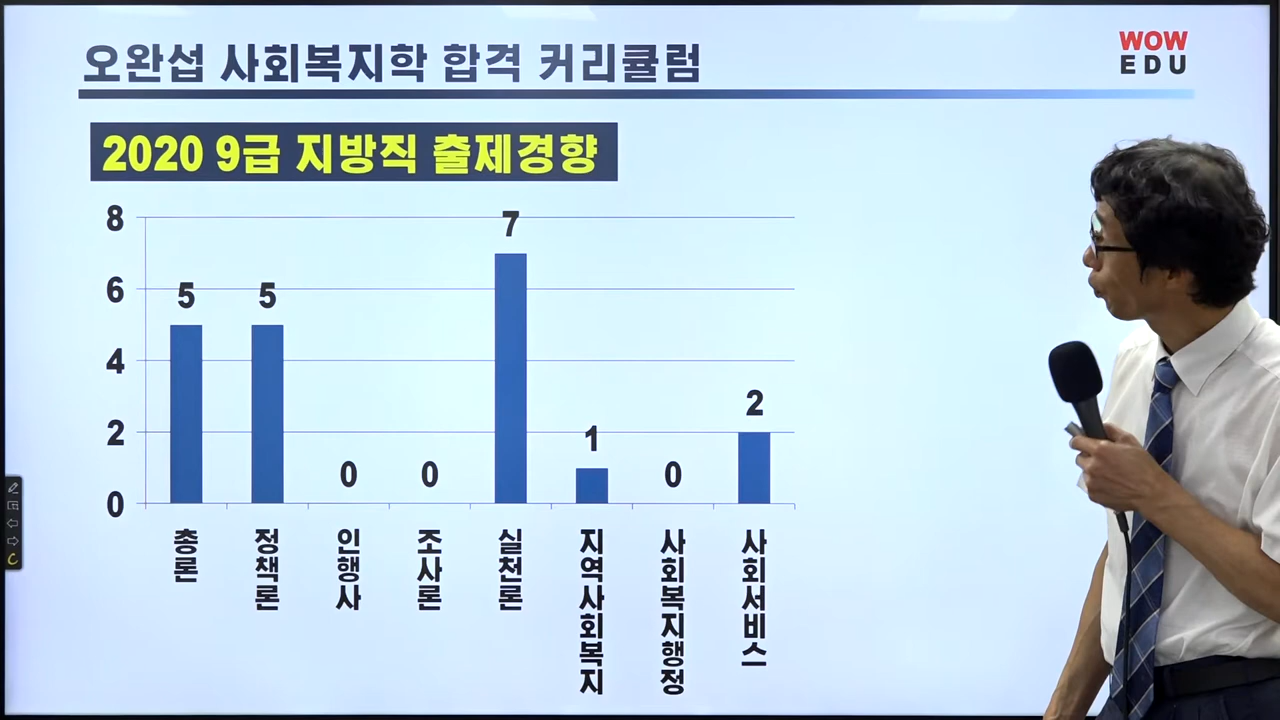 오완섭 사회복지학 합격 커리큘럼
WOW
EDU
2020 9급 지방직 출제경향
8
6
4
2
0
5
5
0
0
7
1
0
2
총론
정책론
인행사
조사론
실천론
지역사회복지
사회복지행정
사회서비스